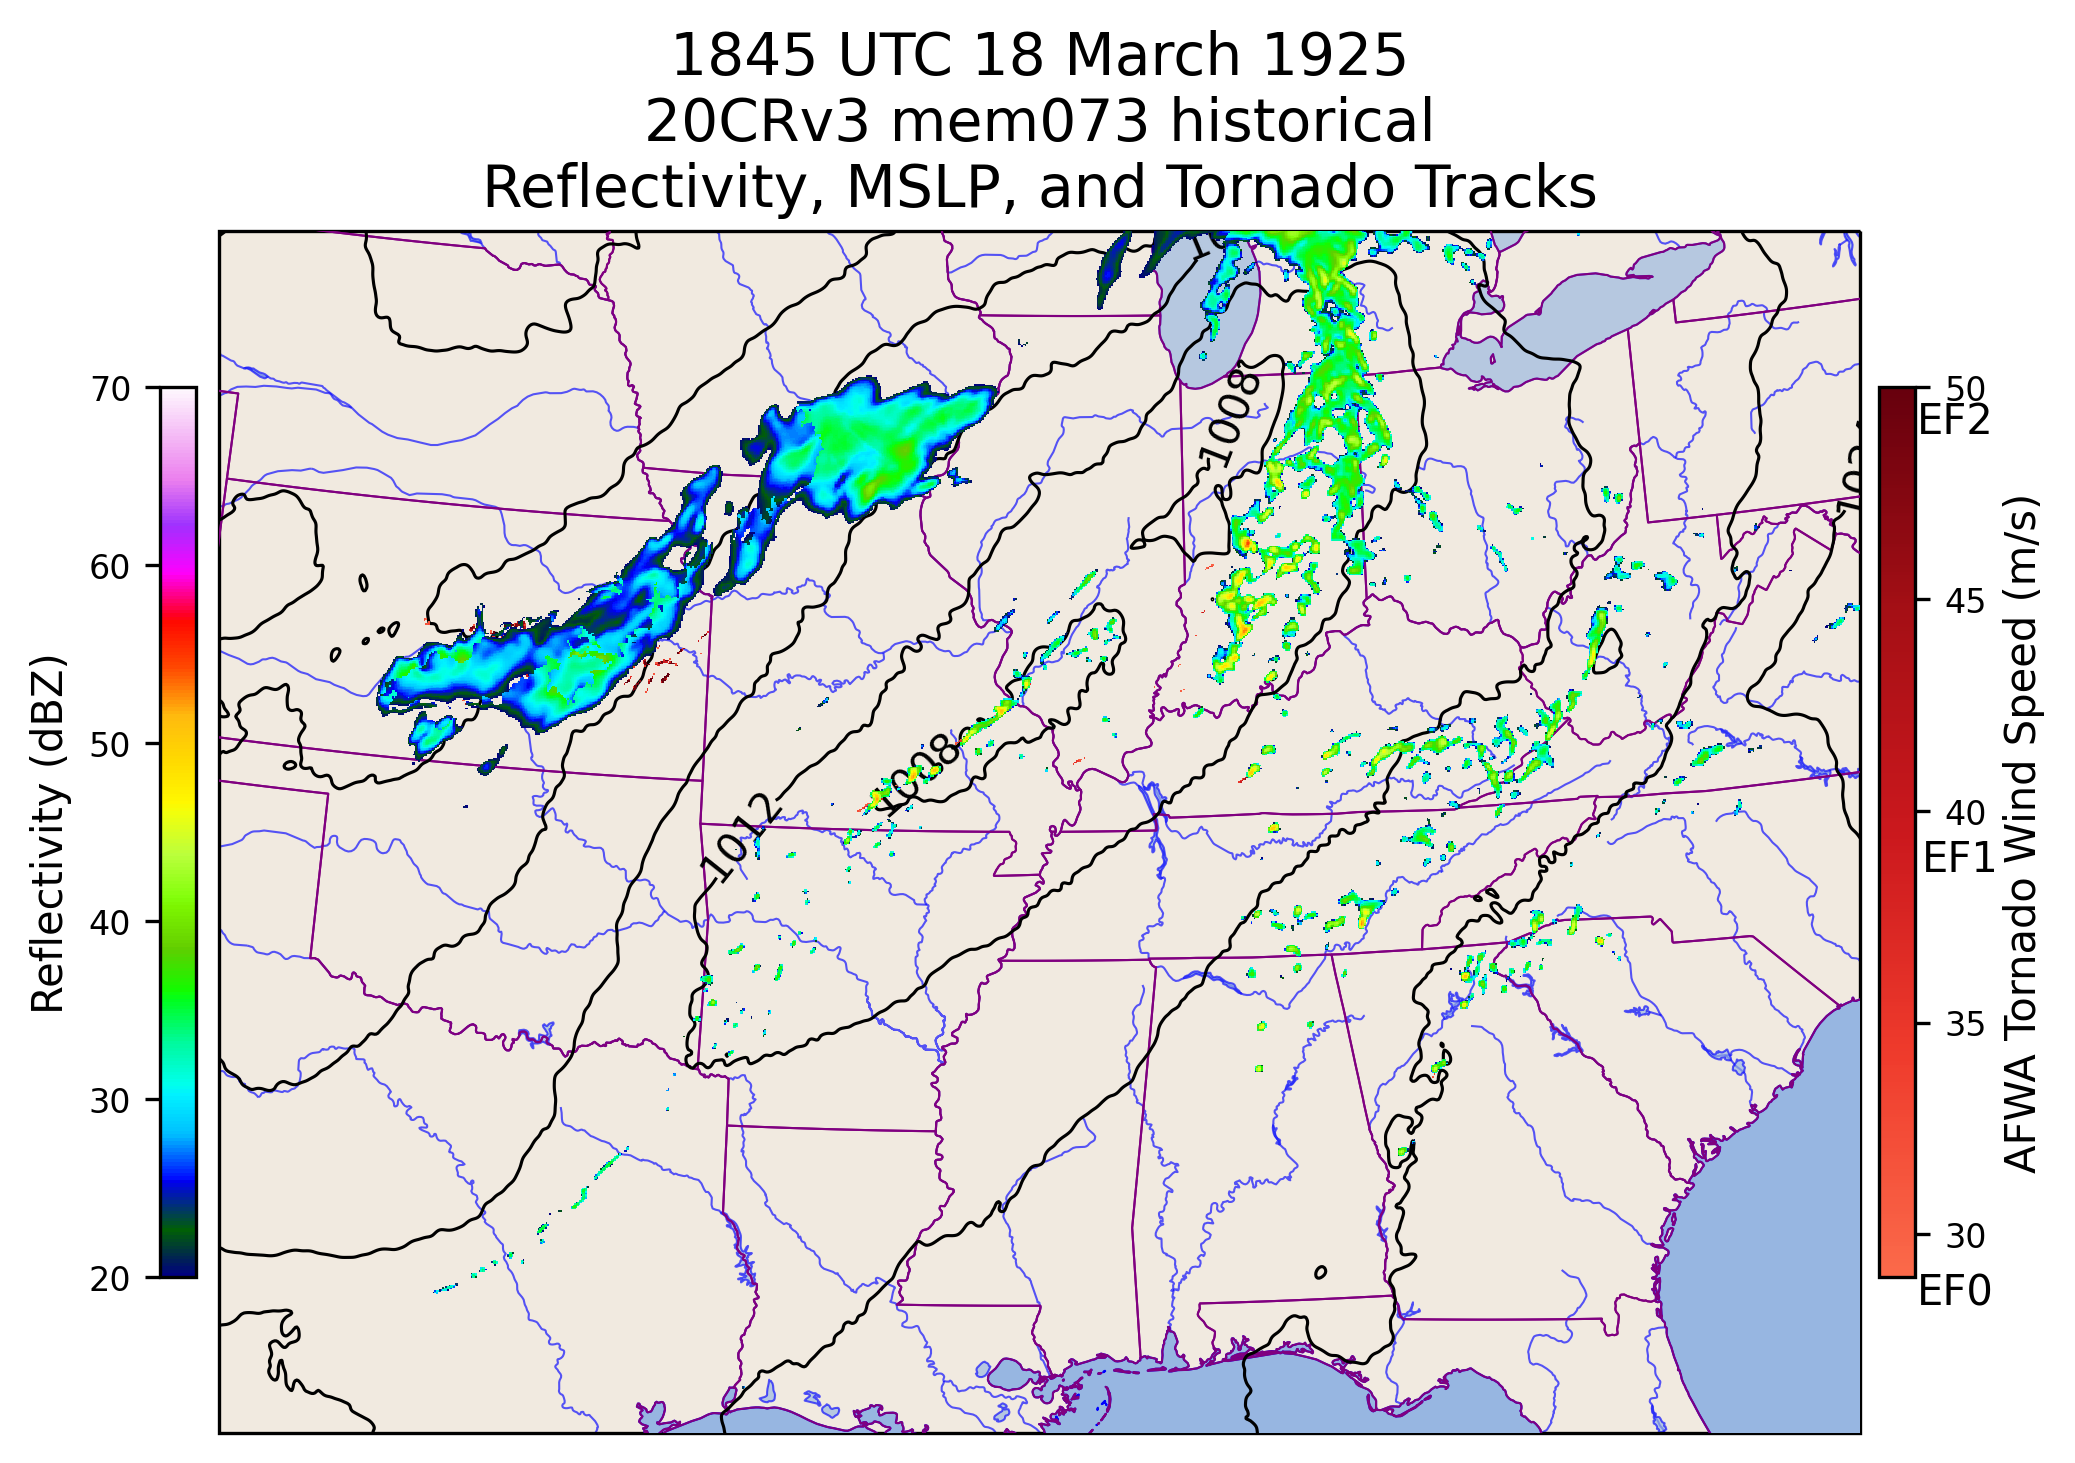 1845 UTC 18 March 1925
20CRv3 mem073 historical
Reflectivity, MSLP, and Tornado Tracks
1008
1008
1012
70
60
50
40
30
20
Reflectivity (dBZ)
50
EF2
45
40
EF1
35
30
EF0
AFWA Tornado Wind Speed (m/s)